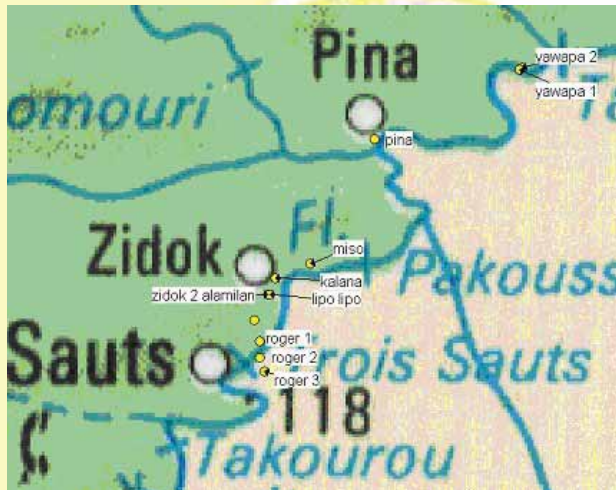 yawapa 2
Pina
yawapa 1
omouri
T
pina
Fl.
miso
Zidok
Pakouss
kalana
zidok 2 alamilan
lipo lipo
roger 1
Sauts
roger 2
rois Sauts
roger 3
118
Takourou